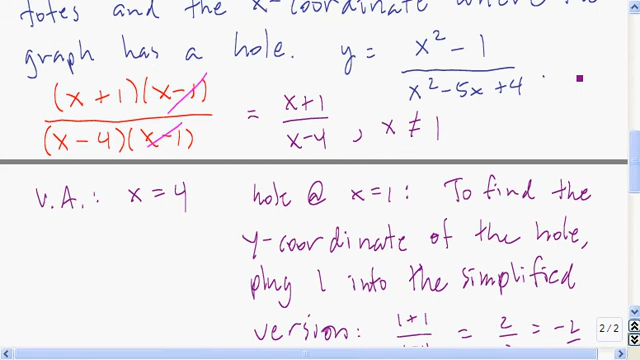 totes and the x-coordinate where
graph has a hole. y = (x² - 1)/(x² - 5x + 4).
((x + 1)(x - 1))/((x - 4)(x - 1)) = (x + 1)/(x - 4), x ≠ 1
V.A.: x = 4
hole @ x = 1: To find the
y-coordinate of the hole,
plug 1 into the simplified
version: 1+1 = 2 = -2
2 / 2